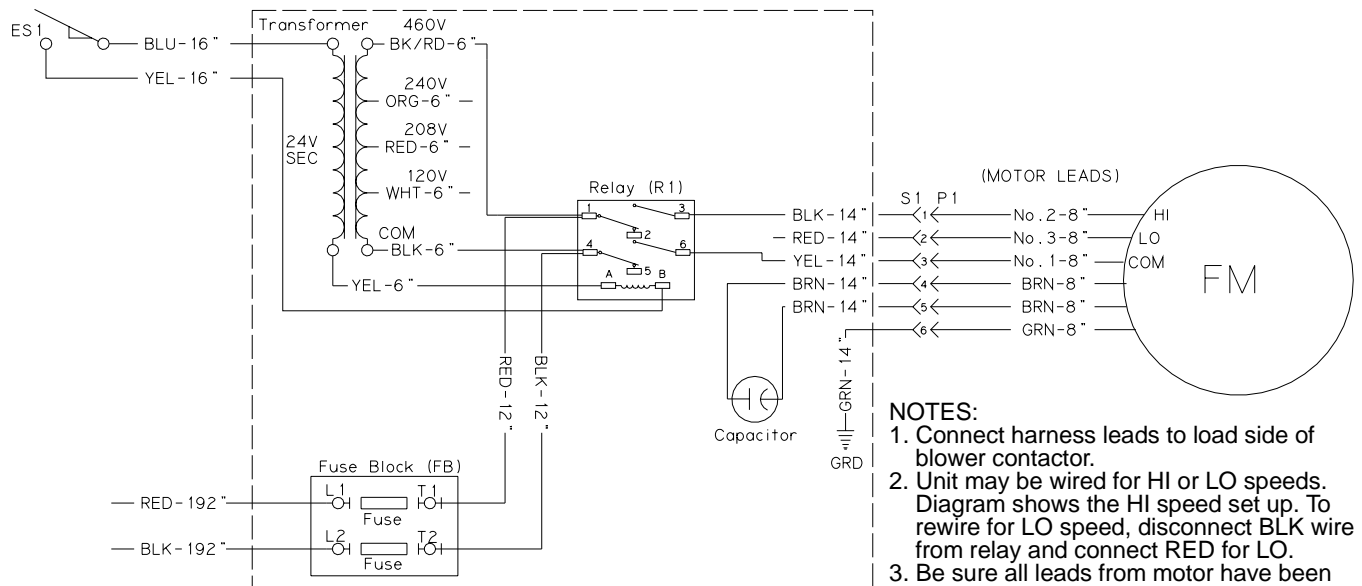 Transformer
460V
ES1
BLU-16"
BK/RD-6"
YEL-16"
240V
ORG-6"
24V
SEC
208V
RED-6"
120V
WHT-6"
COM
BLK-6"
YEL-6"
Relay (R1)
1
3
2
4
6
5
A
B
BLK-14"
RED-14"
YEL-14"
BRN-14"
BRN-14"
GRN-14"
S1 P1
1
2
3
4
5
6
(MOTOR LEADS)
No.2-8"
No.3-8"
No.1-8"
BRN-8"
BRN-8"
GRN-8"
HI
LO
COM
FM
RED-12"
BLK-12"
Capacitor
GRD
Fuse Block (FB)
RED-192"
L1
T1
Fuse
BLK-192"
L2
T2
Fuse
NOTES:
1. Connect harness leads to load side of
blower contactor.
2. Unit may be wired for HI or LO speeds.
Diagram shows the HI speed set up. To
rewire for LO speed, disconnect BLK wire
from relay and connect RED for LO.
3. Be sure all leads from motor have been